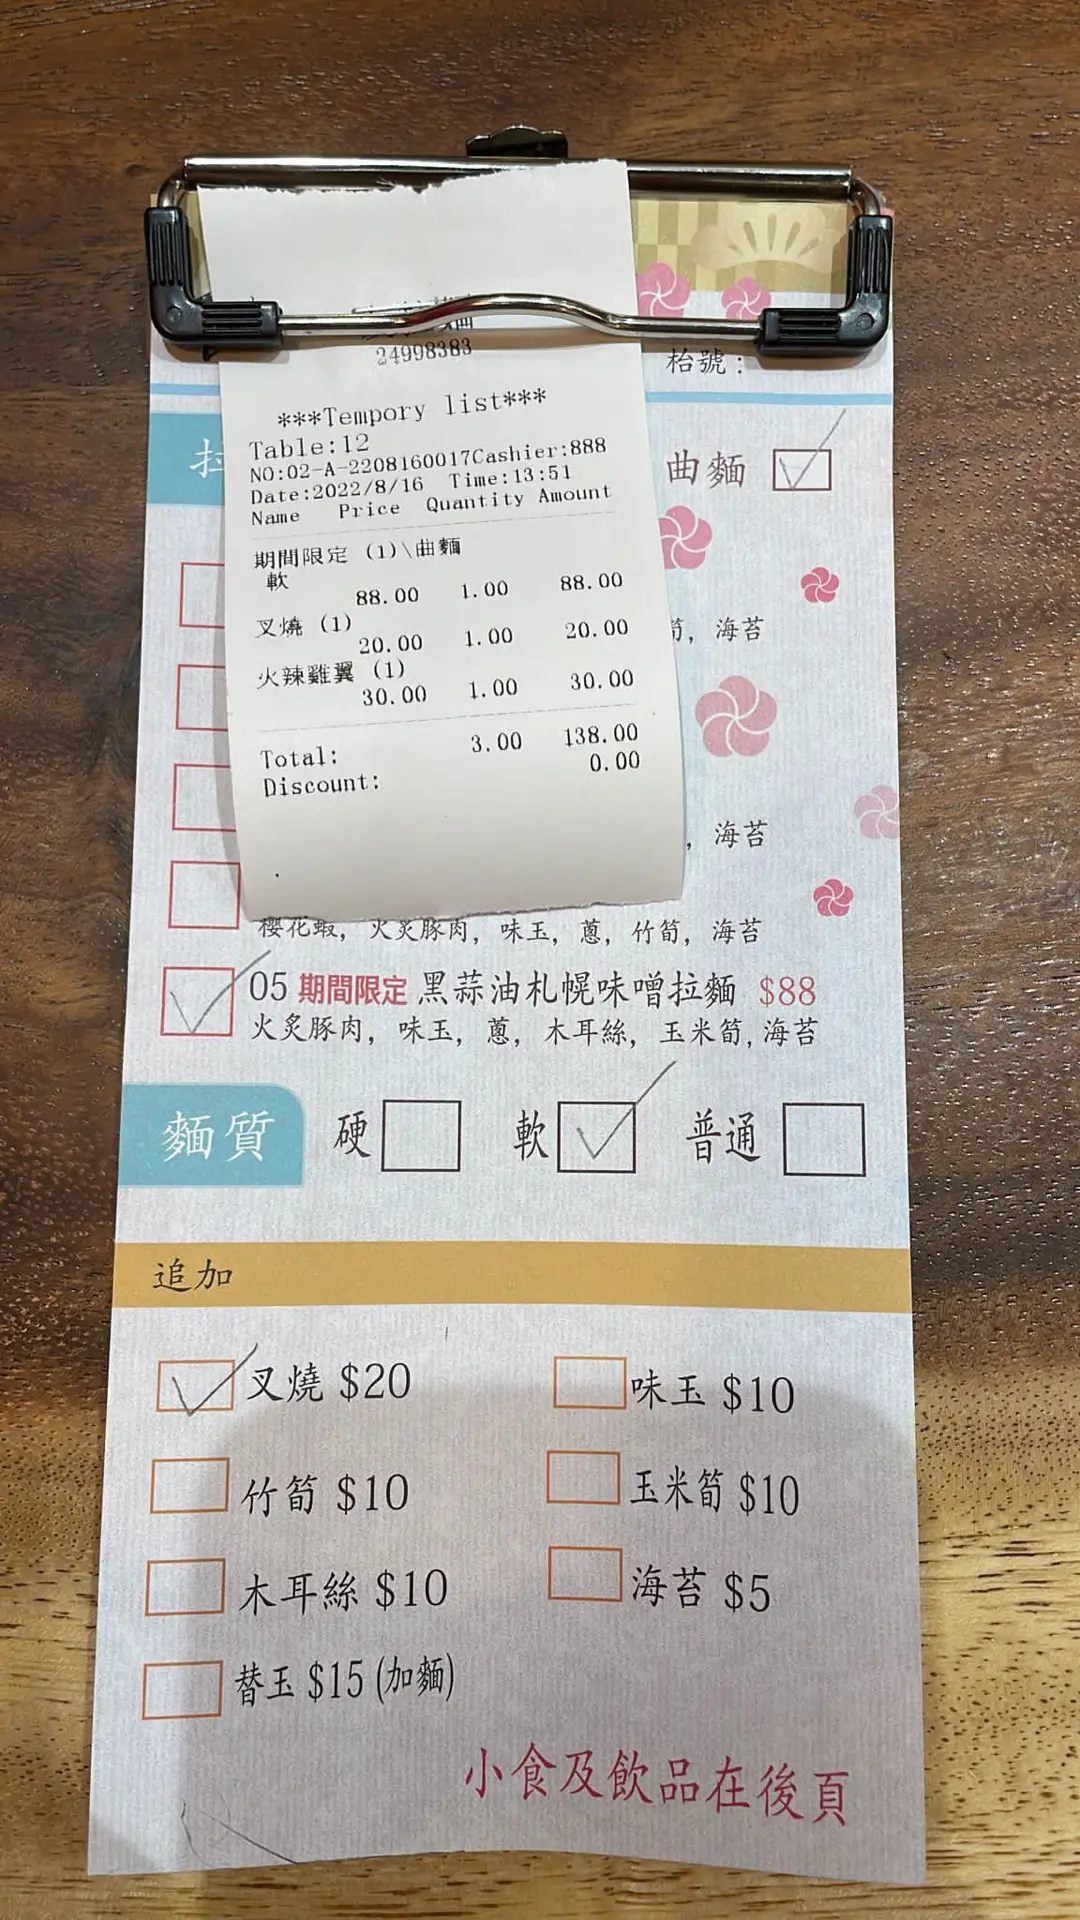 24998383
枱號：
***Tempory list***
Table:12
NO:02-A-2208160017Cashier:888
Date:2022/8/16 Time:13:51
Name Price Quantity Amount
曲麵
期間限定 (1)\曲麵
軟
88.00 1.00 88.00
叉燒 (1)
20.00 1.00 20.00
火辣雞翼 (1)
30.00 1.00 30.00
Total: 3.00 138.00
Discount: 0.00
筍, 海苔
, 海苔
櫻花蝦, 火炙豚肉, 味玉, 蔥, 竹筍, 海苔
05 期間限定 黑蒜油札幌味噌拉麵 $88
火炙豚肉, 味玉, 蔥, 木耳絲, 玉米筍, 海苔
麵質 硬 軟 普通
追加
叉燒 $20 味玉 $10
竹筍 $10 玉米筍 $10
木耳絲 $10 海苔 $5
替玉 $15 (加麵)
小食及飲品在後頁